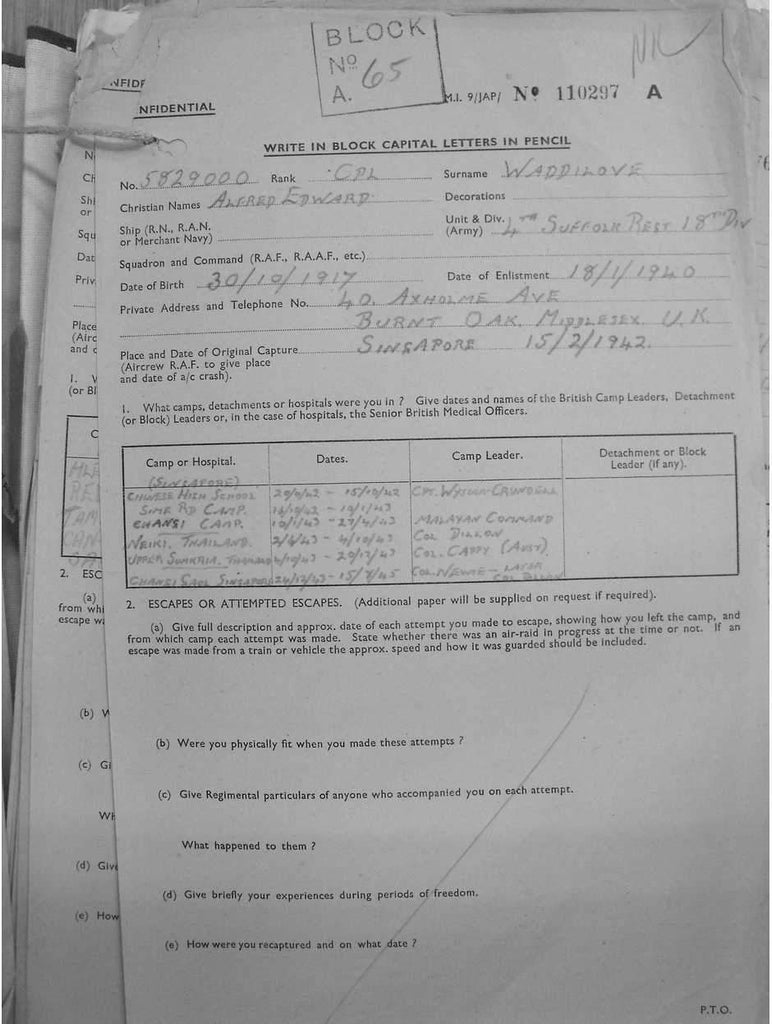 BLOCK
Nº 65
A.
NFIDENTIAL
M.I. 9/JAP/ Nº 110297 A
WRITE IN BLOCK CAPITAL LETTERS IN PENCIL
No. 5829000 Rank CPL Surname WADDILOVE
Christian Names ALFRED EDWARD Decorations
Ship (R.N., R.A.N. or Merchant Navy)
Unit & Div. (Army) 4TH SUFFOLK REGT 18TH DIV
Squadron and Command (R.A.F., R.A.A.F., etc.)
Date of Birth 30/10/1917 Date of Enlistment 18/1/1940
Private Address and Telephone No. 40. AXHOLME AVE
BURNT OAK. MIDDLESEX. U.K.
Place and Date of Original Capture SINGAPORE 15/2/1942.
(Aircrew R.A.F. to give place
and date of a/c crash).
1. What camps, detachments or hospitals were you in ? Give dates and names of the British Camp Leaders, Detachment
(or Block) Leaders or, in the case of hospitals, the Senior British Medical Officers.
Camp or Hospital. Dates. Camp Leader. Detachment or Block
Leader (if any).
(SINGAPORE)
CHINESE HIGH SCHOOL 15/10/42 CPT.
SIME RD CAMP.
CHANGI CAMP. MALAYAN COMMAND
THAILAND. COL DILLON
UPPER COL. (AUST)
CHANGI GAOL SINGAPORE COL. NEWEY - LATER
COL DILLON
2. ESCAPES OR ATTEMPTED ESCAPES. (Additional paper will be supplied on request if required).
(a) Give full description and approx. date of each attempt you made to escape, showing how you left the camp, and
from which camp each attempt was made. State whether there was an air-raid in progress at the time or not. If an
escape was made from a train or vehicle the approx. speed and how it was guarded should be included.
(b) Were you physically fit when you made these attempts ?
(c) Give Regimental particulars of anyone who accompanied you on each attempt.
What happened to them ?
(d) Give briefly your experiences during periods of freedom.
(e) How were you recaptured and on what date ?
P.T.O.